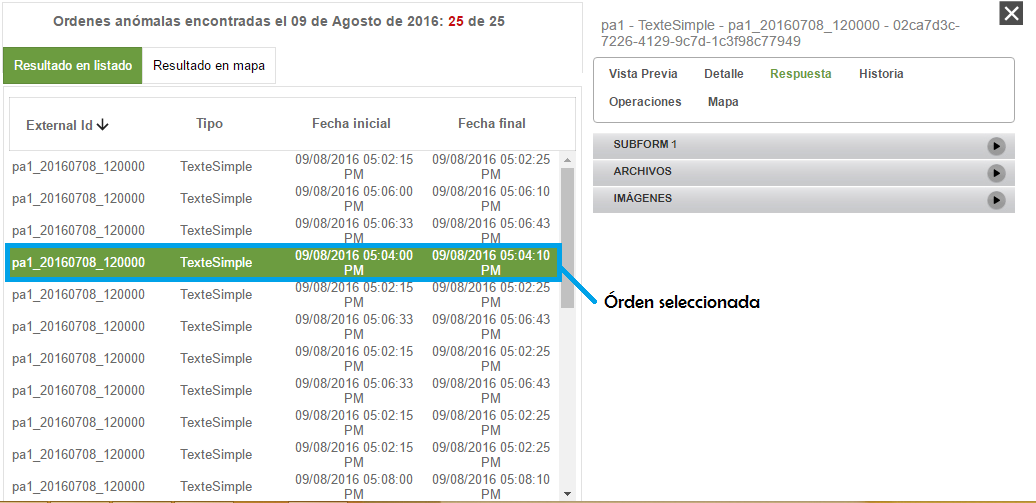 Ordenes anómalas encontradas el 09 de Agosto de 2016: 25 de 25
Resultado en listado
Resultado en mapa
External Id Tipo Fecha inicial Fecha final
pa1_20160708_120000 TexteSimple 09/08/2016 05:02:15 PM 09/08/2016 05:02:25 PM
pa1_20160708_120000 TexteSimple 09/08/2016 05:06:00 PM 09/08/2016 05:06:10 PM
pa1_20160708_120000 TexteSimple 09/08/2016 05:06:33 PM 09/08/2016 05:06:43 PM
pa1_20160708_120000 TexteSimple 09/08/2016 05:04:00 PM 09/08/2016 05:04:10 PM
pa1_20160708_120000 TexteSimple 09/08/2016 05:02:15 PM 09/08/2016 05:02:25 PM
pa1_20160708_120000 TexteSimple 09/08/2016 05:06:33 PM 09/08/2016 05:06:43 PM
pa1_20160708_120000 TexteSimple 09/08/2016 05:02:15 PM 09/08/2016 05:02:25 PM
pa1_20160708_120000 TexteSimple 09/08/2016 05:06:33 PM 09/08/2016 05:06:43 PM
pa1_20160708_120000 TexteSimple 09/08/2016 05:02:15 PM 09/08/2016 05:02:25 PM
pa1_20160708_120000 TexteSimple 09/08/2016 05:02:15 PM 09/08/2016 05:02:25 PM
pa1_20160708_120000 TexteSimple 09/08/2016 05:08:00 PM 09/08/2016 05:08:10 PM
pa1 - TexteSimple - pa1_20160708_120000 - 02ca7d3c-
7226-4129-9c7d-1c3f98c77949
Vista Previa Detalle Respuesta Historia
Operaciones Mapa
SUBFORM 1
ARCHIVOS
IMÁGENES
Órden seleccionada